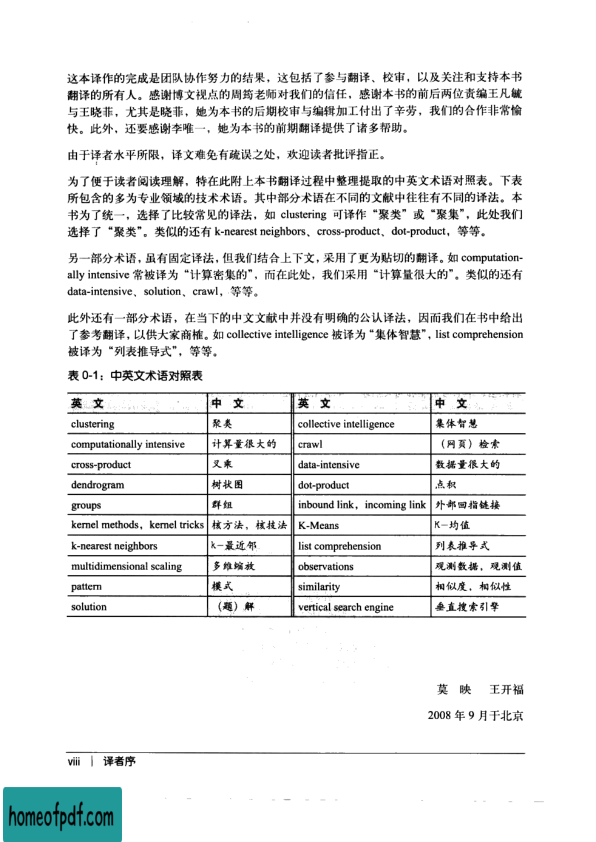 这本译作的完成是团队协作努力的结果，这包括了参与翻译、校审，以及关注和支持本书
翻译的所有人。感谢博文视点的周筠老师对我们的信任，感谢本书的前后两位责编王凡毓
与王晓菲，尤其是晓菲，她为本书的后期校审与编辑加工付出了辛劳，我们的合作非常愉
快。此外，还要感谢李唯一，她为本书的前期翻译提供了诸多帮助。
由于译者水平所限，译文难免有疏误之处，欢迎读者批评指正。
为了便于读者阅读理解，特在此附上本书翻译过程中整理提取的中英文术语对照表。下表
所包含的多为专业领域的技术术语。其中部分术语在不同的文献中往往有不同的译法。本
书为了统一，选择了比较常见的译法，如 clustering 可译作“聚类”或“聚集”，此处我们
选择了“聚类”。类似的还有 k-nearest neighbors、cross-product、dot-product，等等。
另一部分术语，虽有固定译法，但我们结合上下文，采用了更为贴切的翻译。如 computation-
ally intensive 常被译为“计算密集的”，而在此处，我们采用“计算量很大的”。类似的还有
data-intensive、solution、crawl，等等。
此外还有一部分术语，在当下的中文文献中并没有明确的公认译法，因而我们在书中给出
了参考翻译，以供大家商榷。如 collective intelligence 被译为“集体智慧”，list comprehension
被译为“列表推导式”，等等。
表 0-1：中英文术语对照表
英 文 中 文 英 文 中 文
clustering 聚类 collective intelligence 集体智慧
computationally intensive 计算量很大的 crawl （网页）检索
cross-product 叉乘 data-intensive 数据量很大的
dendrogram 树状图 dot-product 点积
groups 群组 inbound link，incoming link 外部回指链接
kernel methods，kernel tricks 核方法，核技法 K-Means K-均值
k-nearest neighbors k-最近邻 list comprehension 列表推导式
multidimensional scaling 多维缩放 observations 观测数据，观测值
pattern 模式 similarity 相似度，相似性
solution （题）解 vertical search engine 垂直搜索引擎
莫 映 王开福
2008 年 9 月于北京
viii | 译者序
homeofpdf.com